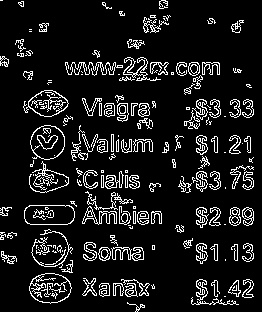 www-22rx.com
Viagra $3.33
Valium $1.21
Cialis $3.75
Ambien $2.89
Soma $1.13
Xanax $1.42